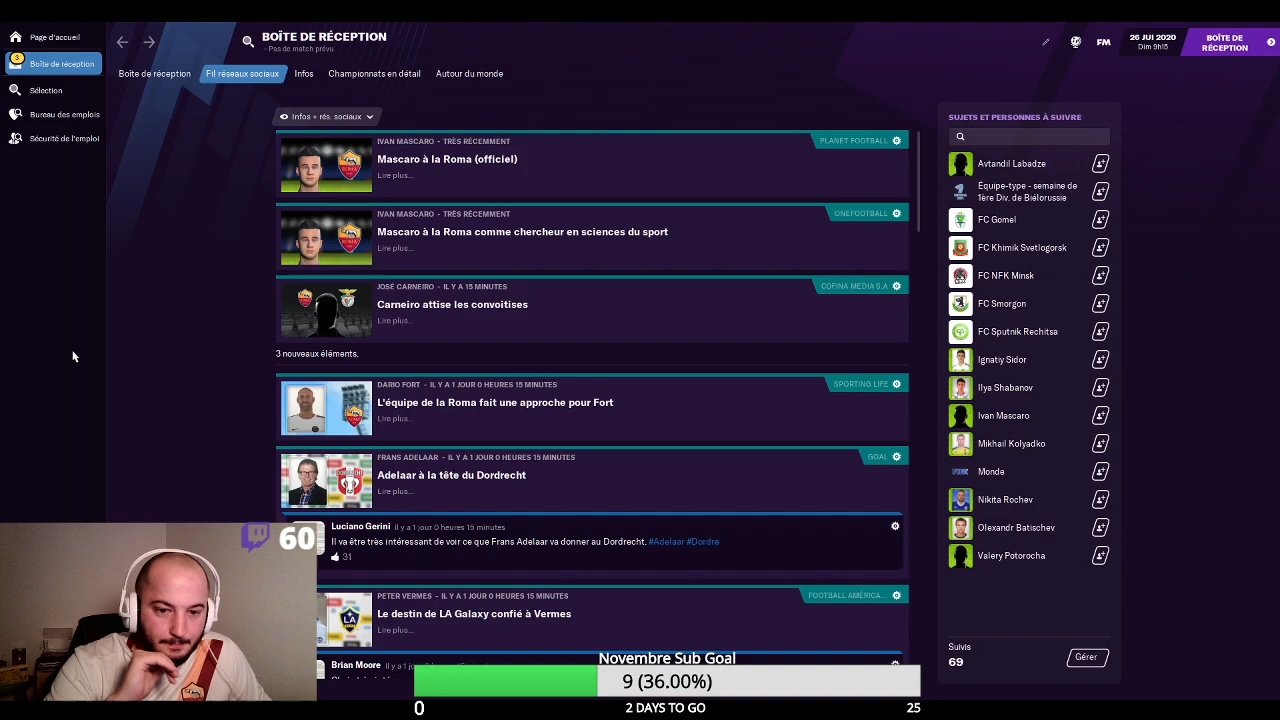 Page d'accueil
3
Boîte de réception
Sélection
Bureau des emplois
Sécurité de l'emploi
BOÎTE DE RÉCEPTION
- Pas de match prévu.
FM
26 JUI 2020
Dim 9h15
BOÎTE DE
RÉCEPTION
Boîte de réception
Fil réseaux sociaux
Infos
Championnats en détail
Autour du monde
Infos + rés. sociaux
IVAN MASCARO - TRÈS RÉCEMMENT
PLANET FOOTBALL
Mascaro à la Roma (officiel)
Lire plus...
IVAN MASCARO - TRÈS RÉCEMMENT
ONEFOOTBALL
Mascaro à la Roma comme chercheur en sciences du sport
Lire plus...
JOSÉ CARNEIRO - IL Y A 15 MINUTES
COFINA MEDIA S.A
Carneiro attise les convoitises
Lire plus...
3 nouveaux éléments.
DARIO FORT - IL Y A 1 JOUR 0 HEURES 15 MINUTES
SPORTING LIFE
L'équipe de la Roma fait une approche pour Fort
Lire plus...
FRANS ADELAAR - IL Y A 1 JOUR 0 HEURES 15 MINUTES
GOAL
Adelaar à la tête du Dordrecht
Lire plus...
Luciano Gerini il y a 1 jour 0 heures 15 minutes
Il va être très intéressant de voir ce que Frans Adelaar va donner au Dordrecht. #Adelaar #Dordre
31
PETER VERMES - IL Y A 1 JOUR 0 HEURES 15 MINUTES
FOOTBALL AMÉRICA...
Le destin de LA Galaxy confié à Vermes
Lire plus...
Brian Moore
SUJETS ET PERSONNES À SUIVRE
Avtandil Labadze
Équipe-type - semaine de
1ère Div. de Biélorussie
FC Gomel
FC Khimik Svetlogorsk
FC NFK Minsk
FC Smorgon
FC Sputnik Rechitsa
Ignatiy Sidor
Ilya Shabanov
Ivan Mascaro
Mikhail Kolyadko
Monde
Nikita Rochev
Olexandr Batischev
Valery Potorocha
Suivis
69
Gérer
60
Novembre Sub Goal
9 (36.00%)
0
2 DAYS TO GO
25